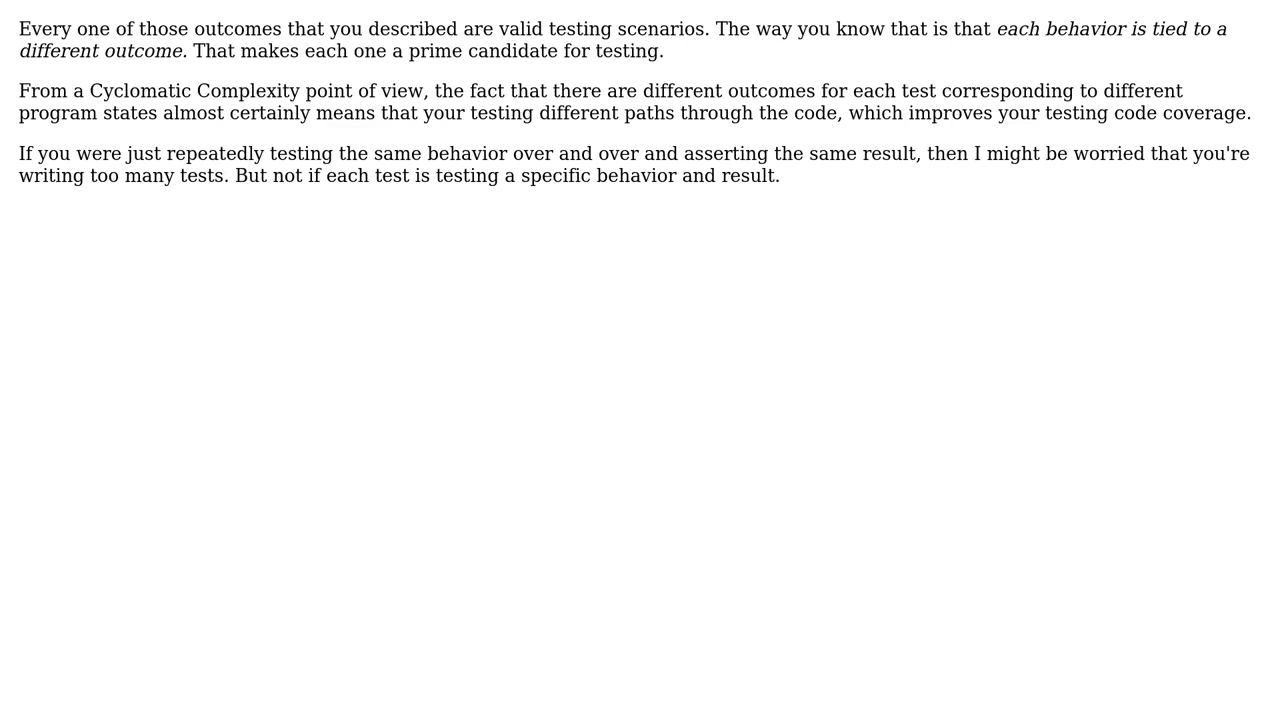 Every one of those outcomes that you described are valid testing scenarios. The way you know that is that each behavior is tied to a
different outcome. That makes each one a prime candidate for testing.
From a Cyclomatic Complexity point of view, the fact that there are different outcomes for each test corresponding to different
program states almost certainly means that your testing different paths through the code, which improves your testing code coverage.
If you were just repeatedly testing the same behavior over and over and asserting the same result, then I might be worried that you're
writing too many tests. But not if each test is testing a specific behavior and result.